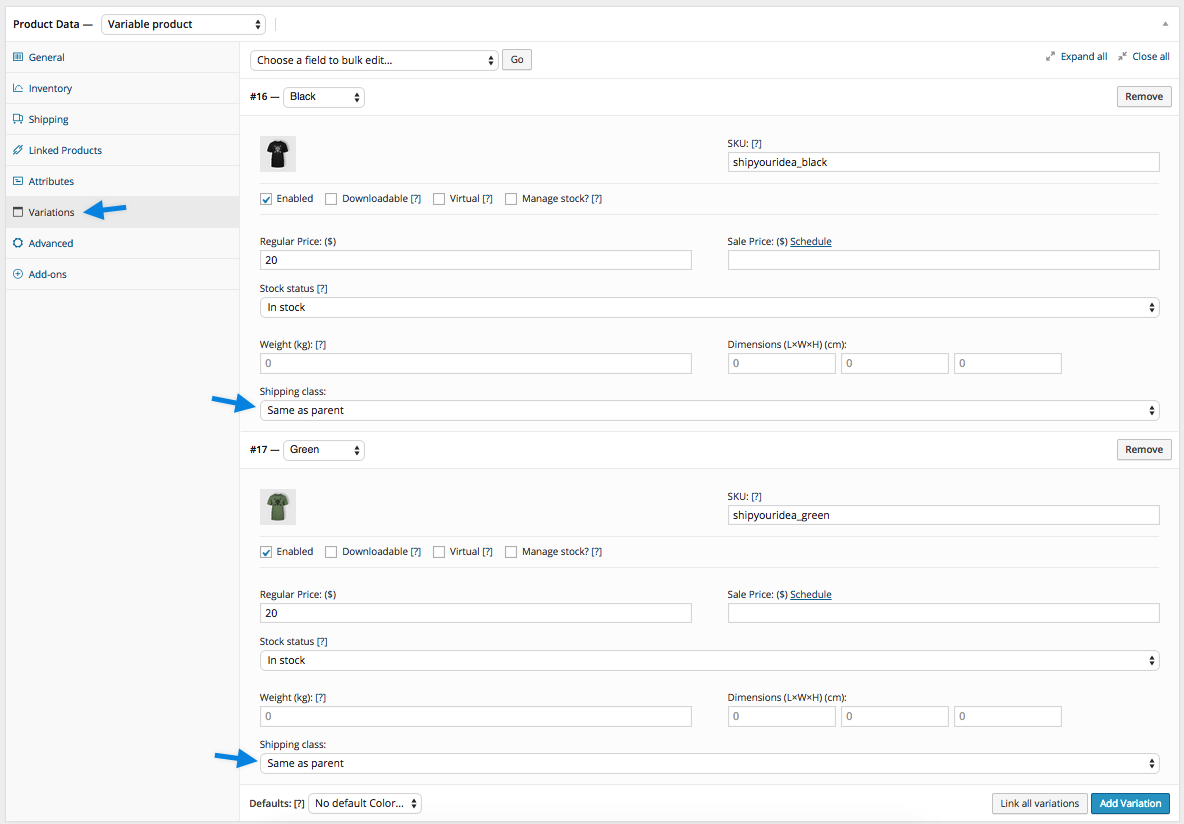 Product Data — Variable product
General
Inventory
Shipping
Linked Products
Attributes
Variations
Advanced
Add-ons
Choose a field to bulk edit... Go Expand all Close all
#16 — Black Remove
SKU: [?]
shipyouridea_black
Enabled Downloadable [?] Virtual [?] Manage stock? [?]
Regular Price: ($) Sale Price: ($) Schedule
20
Stock status [?]
In stock
Weight (kg): [?] Dimensions (L×W×H) (cm):
0 0 0 0
Shipping class:
Same as parent
#17 — Green Remove
SKU: [?]
shipyouridea_green
Enabled Downloadable [?] Virtual [?] Manage stock? [?]
Regular Price: ($) Sale Price: ($) Schedule
20
Stock status [?]
In stock
Weight (kg): [?] Dimensions (L×W×H) (cm):
0 0 0 0
Shipping class:
Same as parent
Defaults: [?] No default Color... Link all variations Add Variation